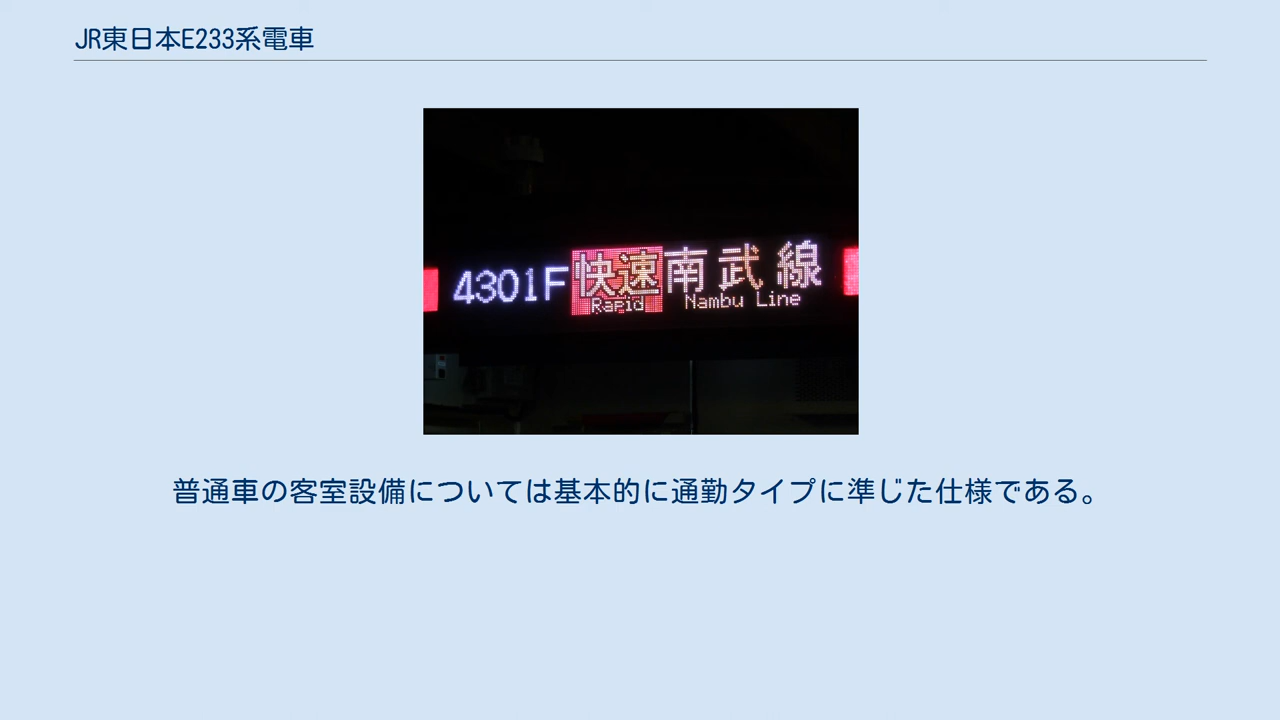 JR東日本E233系電車
4301F 快速 南武線
Rapid Nambu Line
普通車の客室設備については基本的に通勤タイプに準じた仕様である。